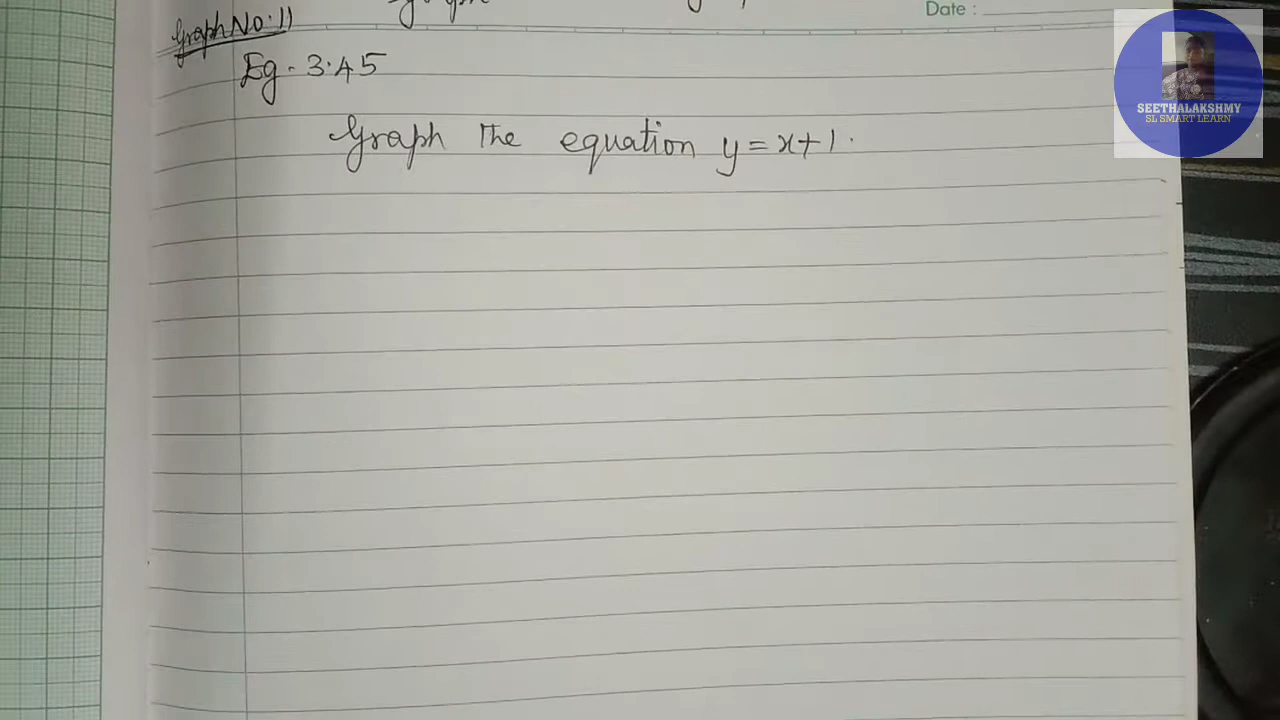 Date :
Graph No. 11
Eg. 3.45
Graph The equation y = x + 1.
SEETHALAKSHMY
SL SMART LEARN